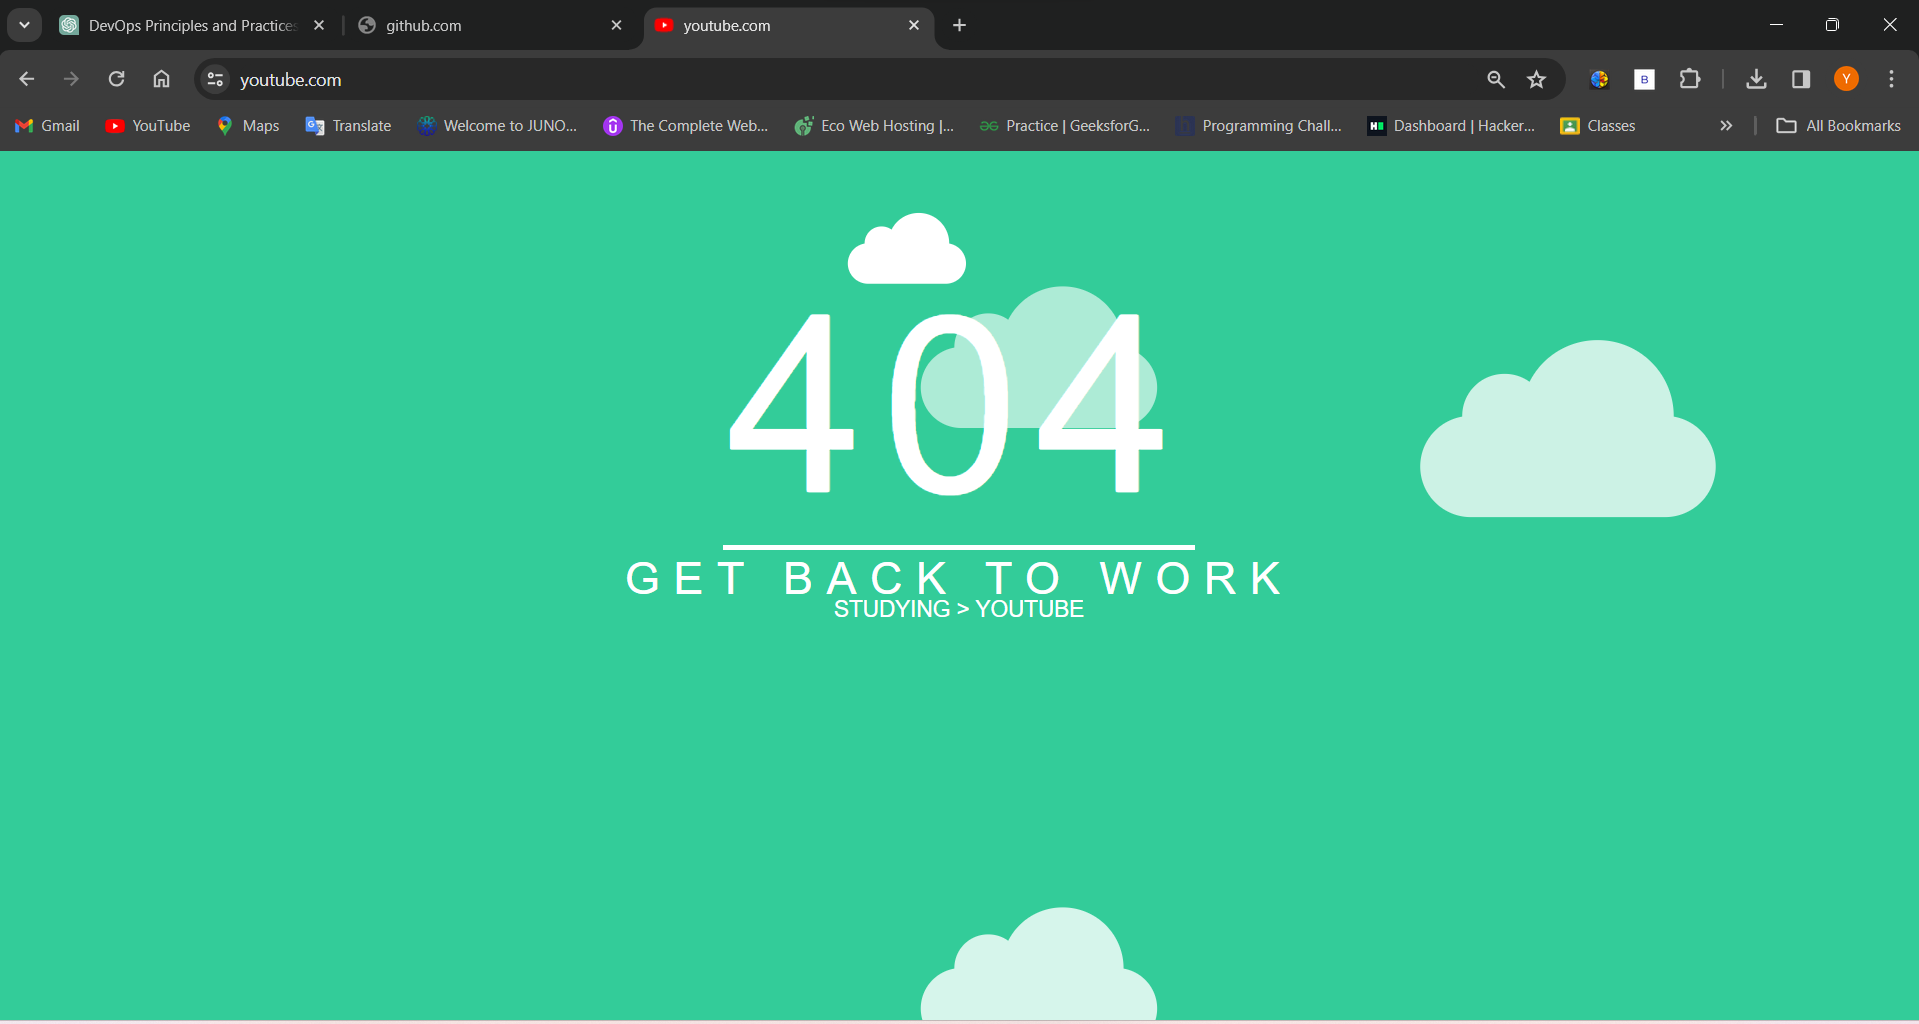 DevOps Principles and Practices
github.com
youtube.com
youtube.com
B
Y
Gmail
YouTube
Maps
Translate
Welcome to JUNO...
The Complete Web...
Eco Web Hosting |...
Practice | GeeksforG...
Programming Chall...
Dashboard | Hacker...
Classes
All Bookmarks
404
GET BACK TO WORK
STUDYING > YOUTUBE